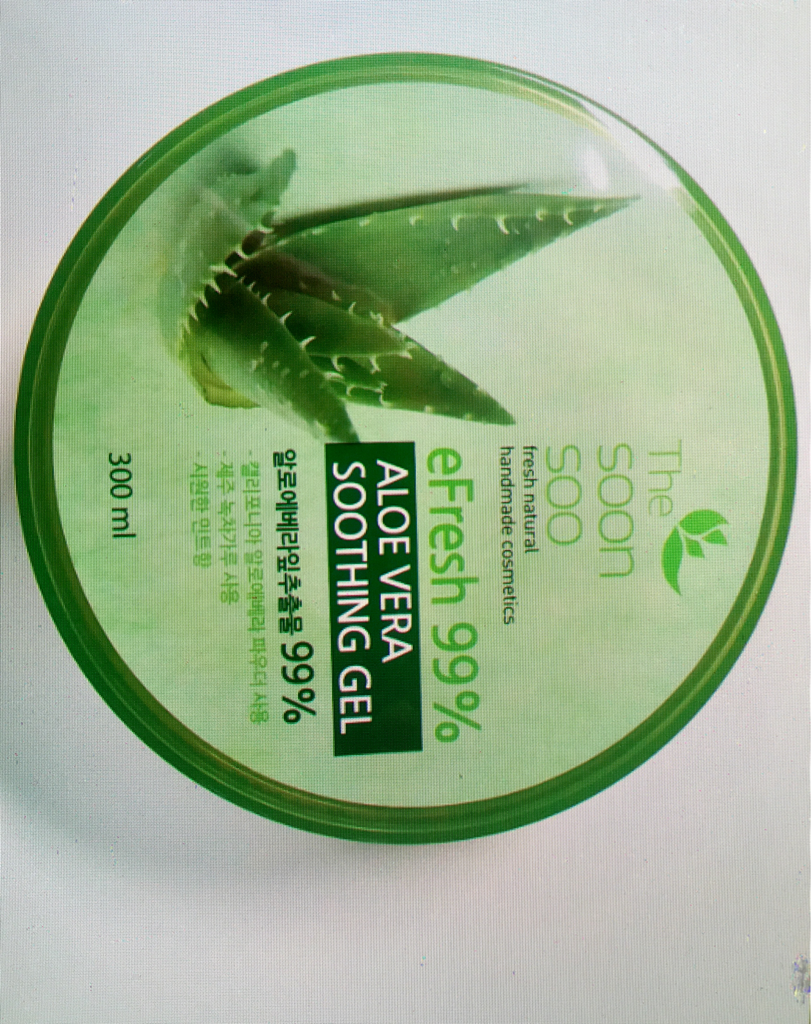 The
soon
soo
fresh natural
handmade cosmetics
eFresh 99%
ALOE VERA
SOOTHING GEL
알로에베라잎추출물 99%
- 캘리포니아 알로에베라 파우더 사용
- 제주 녹차가루 사용
- 시원한 민트향
300 ml